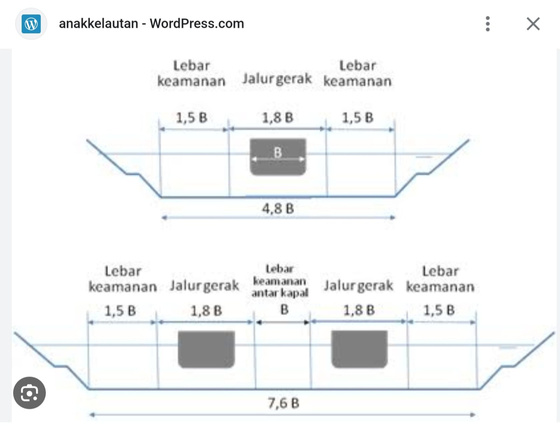 anakkelautan - WordPress.com
Lebar
keamanan
Jalur gerak
Lebar
keamanan
1,5 B
1,8 B
1,5 B
B
4,8 B
Lebar
keamanan
Jalur gerak
Lebar
keamanan
antar kapal
Jalur gerak
Lebar
keamanan
1,5 B
1,8 B
B
1,8 B
1,5 B
7,6 B